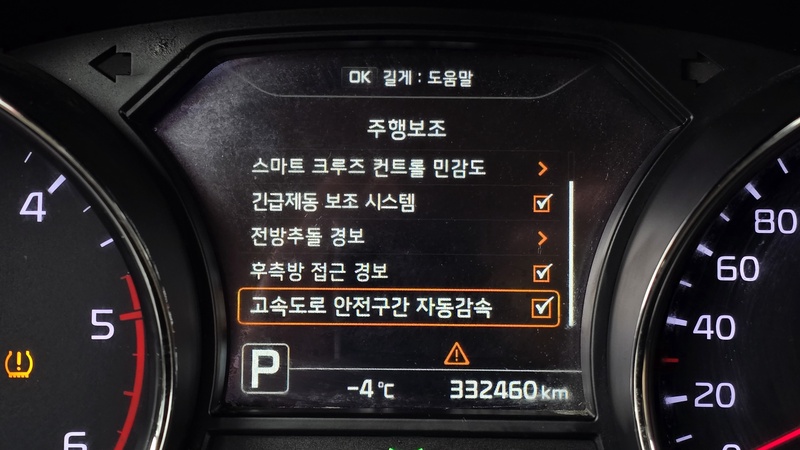 OK 길게 : 도움말
주행보조
스마트 크루즈 컨트롤 민감도
긴급제동 보조 시스템
전방추돌 경보
후측방 접근 경보
고속도로 안전구간 자동감속
P
-4 ℃
332460 km
4
5
6
80
60
40
20
0